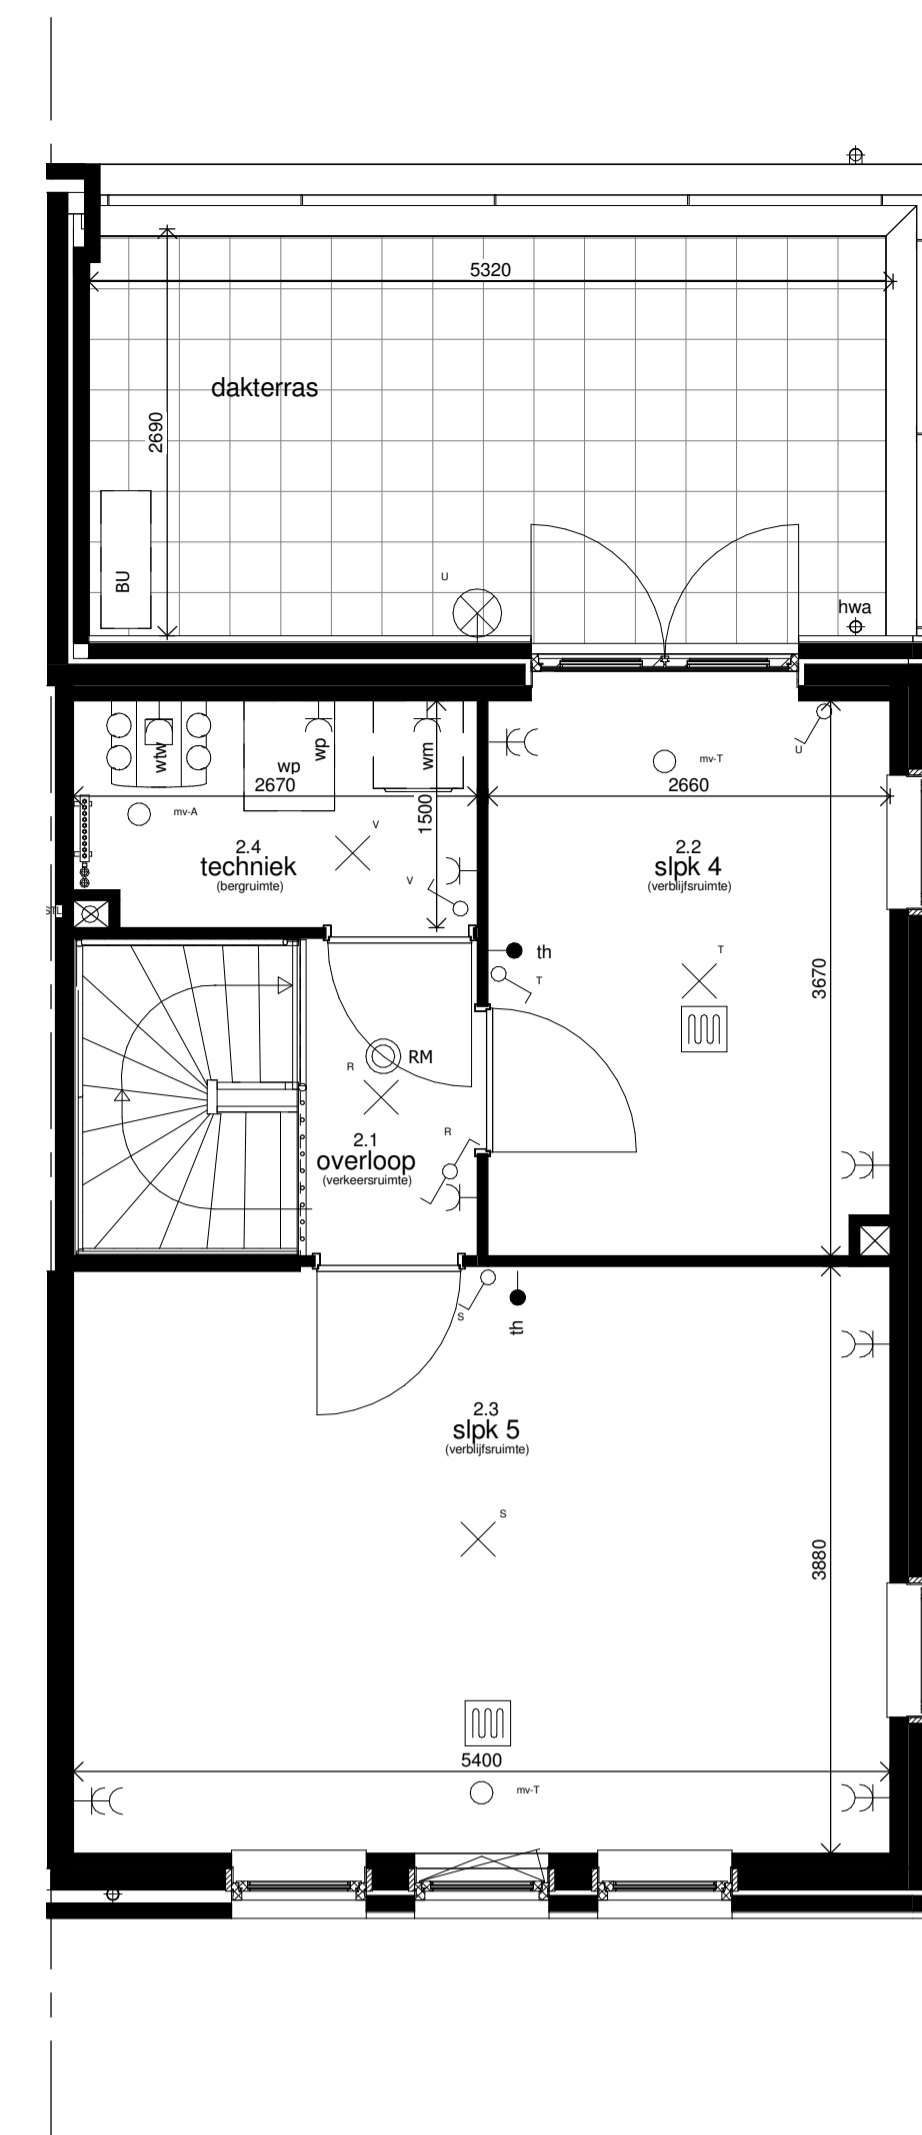 5320
dakterras
2690
BU
U
hwa
wtw
wp
wp
wm
U
mv-T
2670
2660
mv-A
1500
V
2.4
techniek
(bergruimte)
V
2.2
slpk 4
(verblijfsruimte)
th
T
T
3670
RM
R
R
2.1
overloop
(verkeersruimte)
S
th
2.3
slpk 5
(verblijfsruimte)
S
3880
5400
mv-T